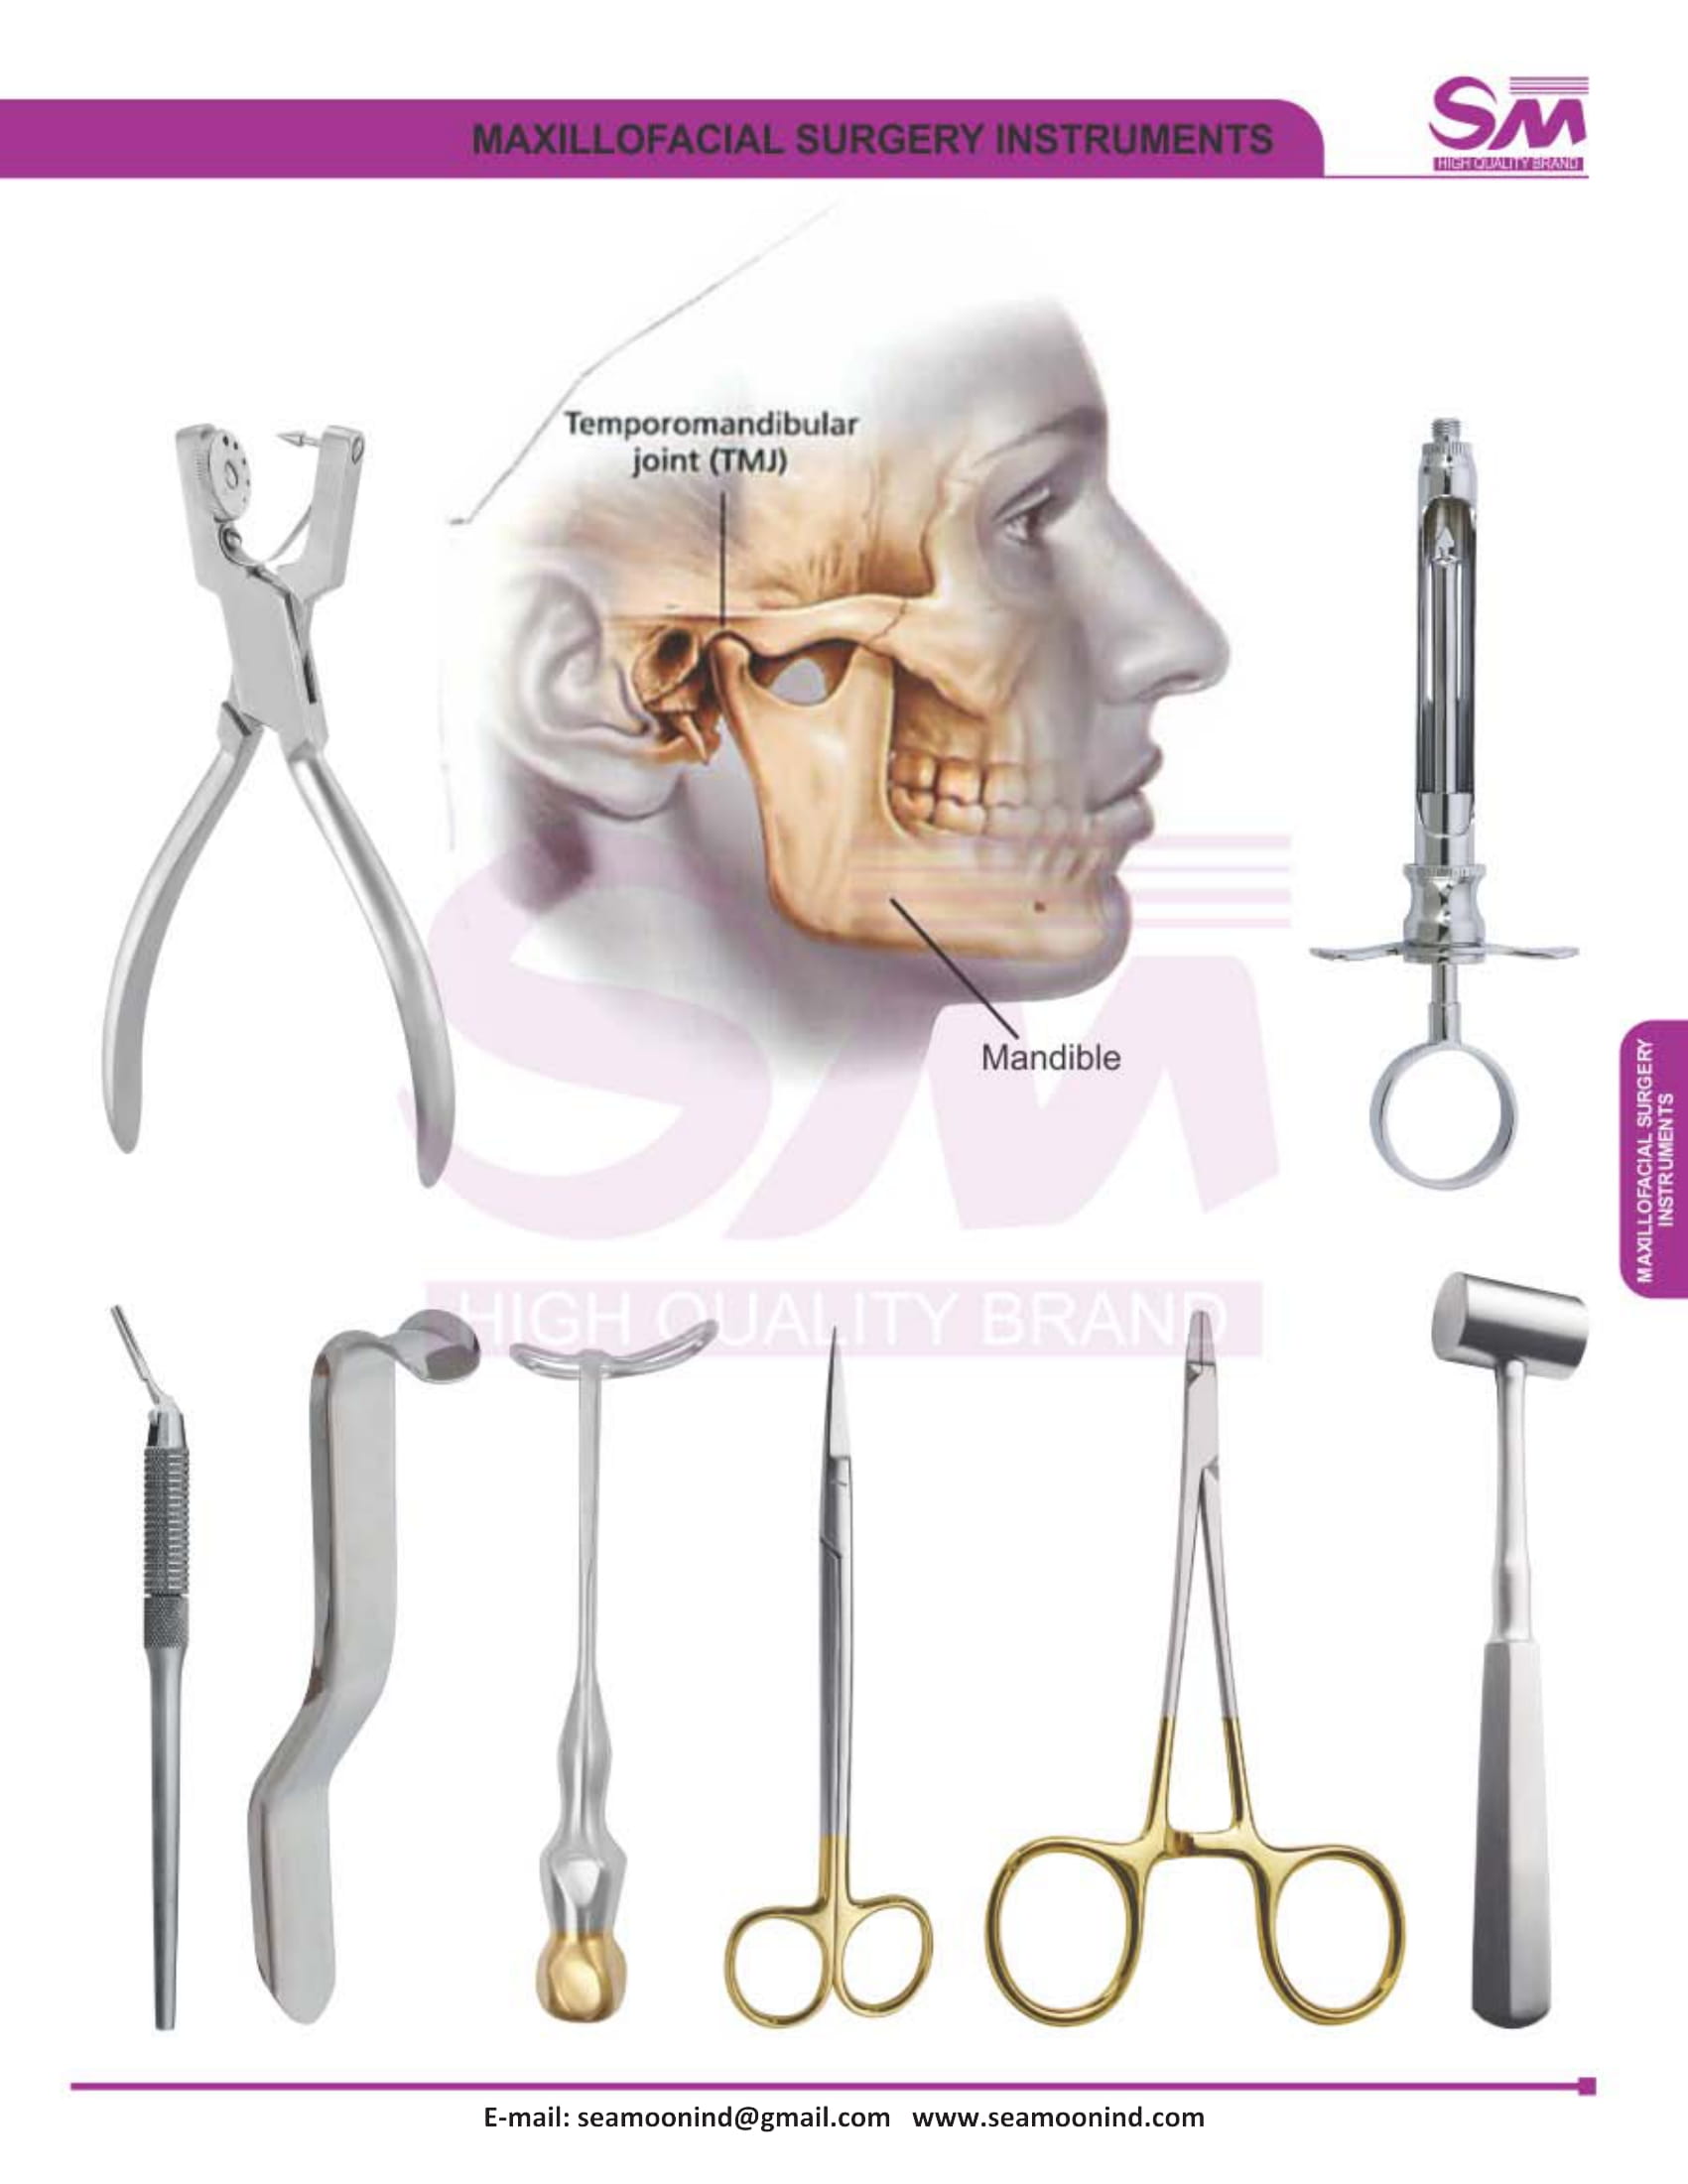 MAXILLOFACIAL SURGERY INSTRUMENTS
SM
HIGH QUALITY BRAND
Temporomandibular
joint (TMJ)
Mandible
SM
HIGH QUALITY BRAND
MAXILLOFACIAL SURGERY
INSTRUMENTS
E-mail: seamoonind@gmail.com www.seamoonind.com